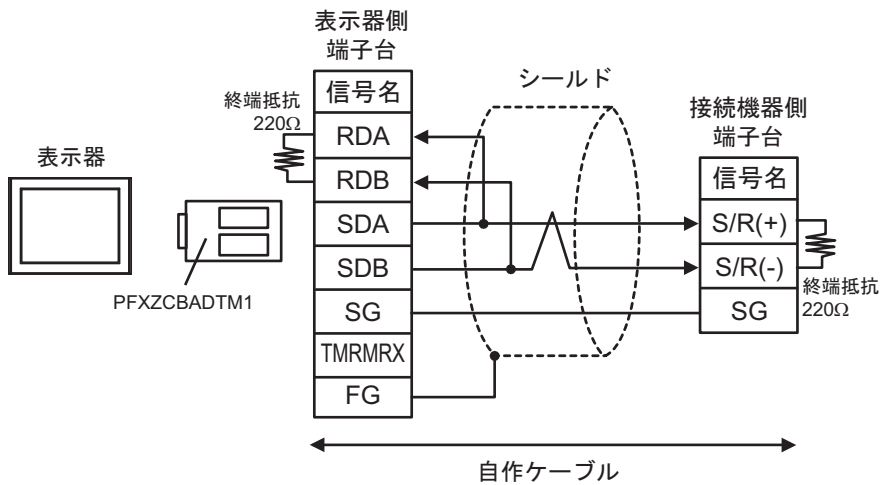 表示器側
端子台
信号名
終端抵抗
220Ω
RDA
RDB
SDA
SDB
SG
TMRMRX
FG
表示器
PFXZCBADTM1
シールド
接続機器側
端子台
信号名
S/R(+)
S/R(-)
SG
終端抵抗
220Ω
自作ケーブル